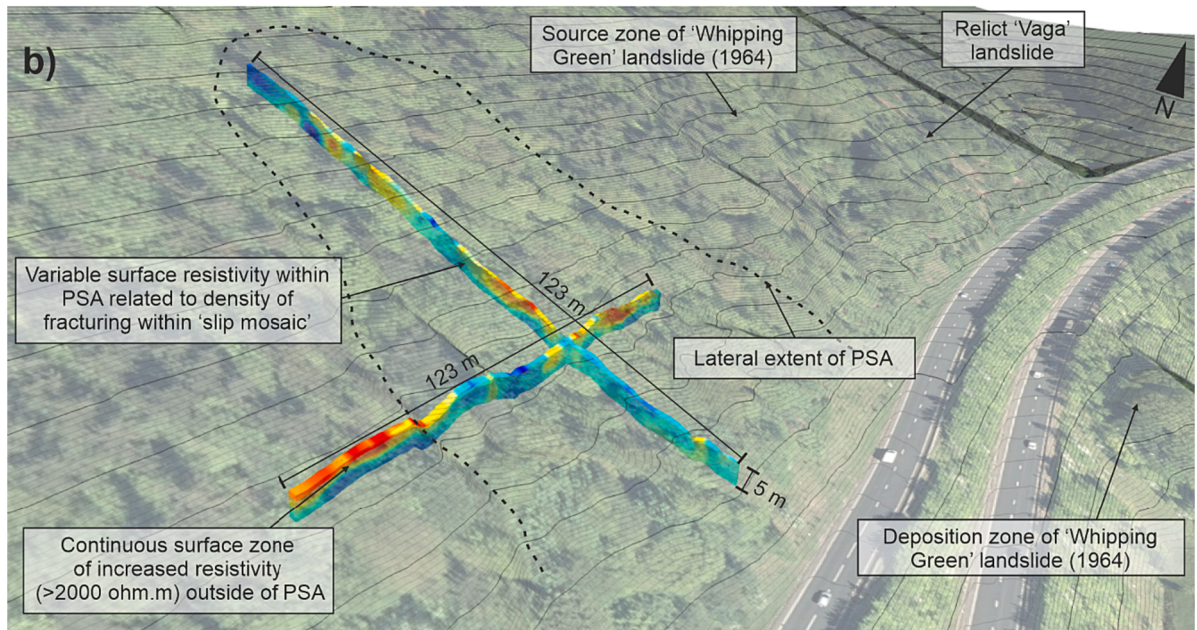 b)
Source zone of ‘Whipping
Green’ landslide (1964)
Relict ‘Vaga’
landslide
N
Variable surface resistivity within
PSA related to density of
fracturing within ‘slip mosaic’
123 m
123 m
Lateral extent of PSA
5 m
Continuous surface zone
of increased resistivity
(>2000 ohm.m) outside of PSA
Deposition zone of ‘Whipping
Green’ landslide (1964)